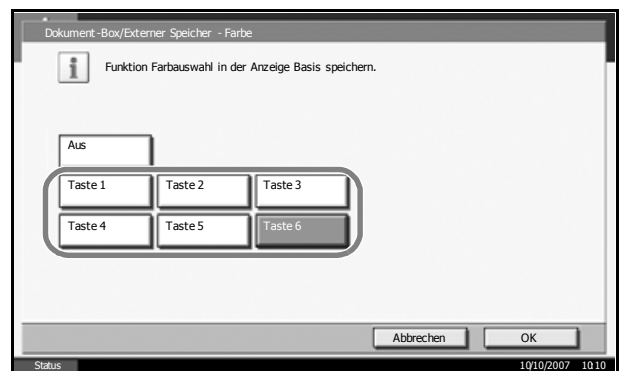 Dokument-Box/Externer Speicher - Farbe
Funktion Farbauswahl in der Anzeige Basis speichern.
Aus
Taste 1 Taste 2 Taste 3
Taste 4 Taste 5 Taste 6
Abbrechen OK
Status 10/10/2007 10:10